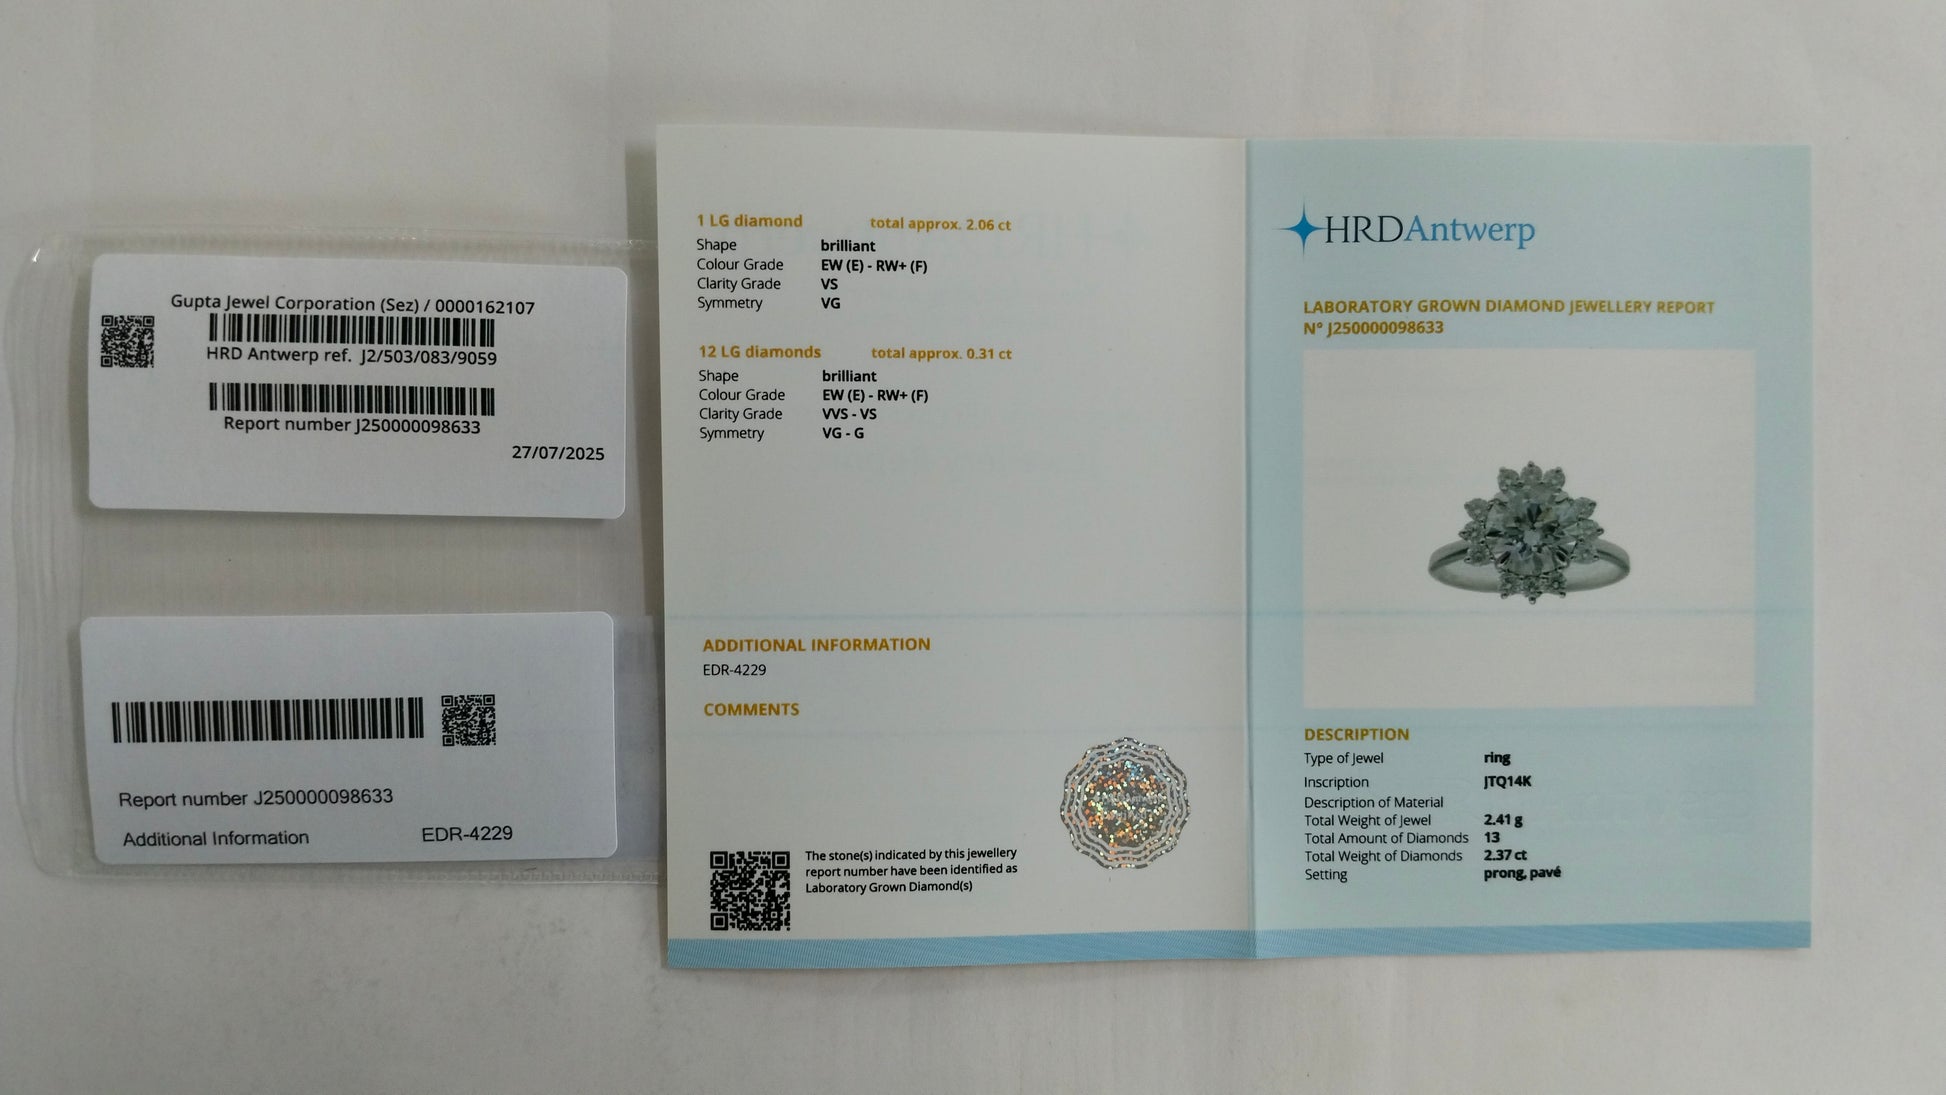 Gupta Jewel Corporation (Sez) / 0000162107
HRD Antwerp ref. J2/503/083/9059
Report number J250000098633
27/07/2025
Report number J250000098633
Additional Information EDR-4229
1 LG diamond total approx. 2.06 ct
Shape brilliant
Colour Grade EW (E) - RW+ (F)
Clarity Grade VS
Symmetry VG
12 LG diamonds total approx. 0.31 ct
Shape brilliant
Colour Grade EW (E) - RW+ (F)
Clarity Grade VVS - VS
Symmetry VG - G
ADDITIONAL INFORMATION
EDR-4229
COMMENTS
The stone(s) indicated by this jewellery
report number have been identified as
Laboratory Grown Diamond(s)
HRDAntwerp
LABORATORY GROWN DIAMOND JEWELLERY REPORT
N° J250000098633
DESCRIPTION
Type of Jewel ring
Inscription JTQ14K
Description of Material
Total Weight of Jewel 2.41 g
Total Amount of Diamonds 13
Total Weight of Diamonds 2.37 ct
Setting prong, pavé